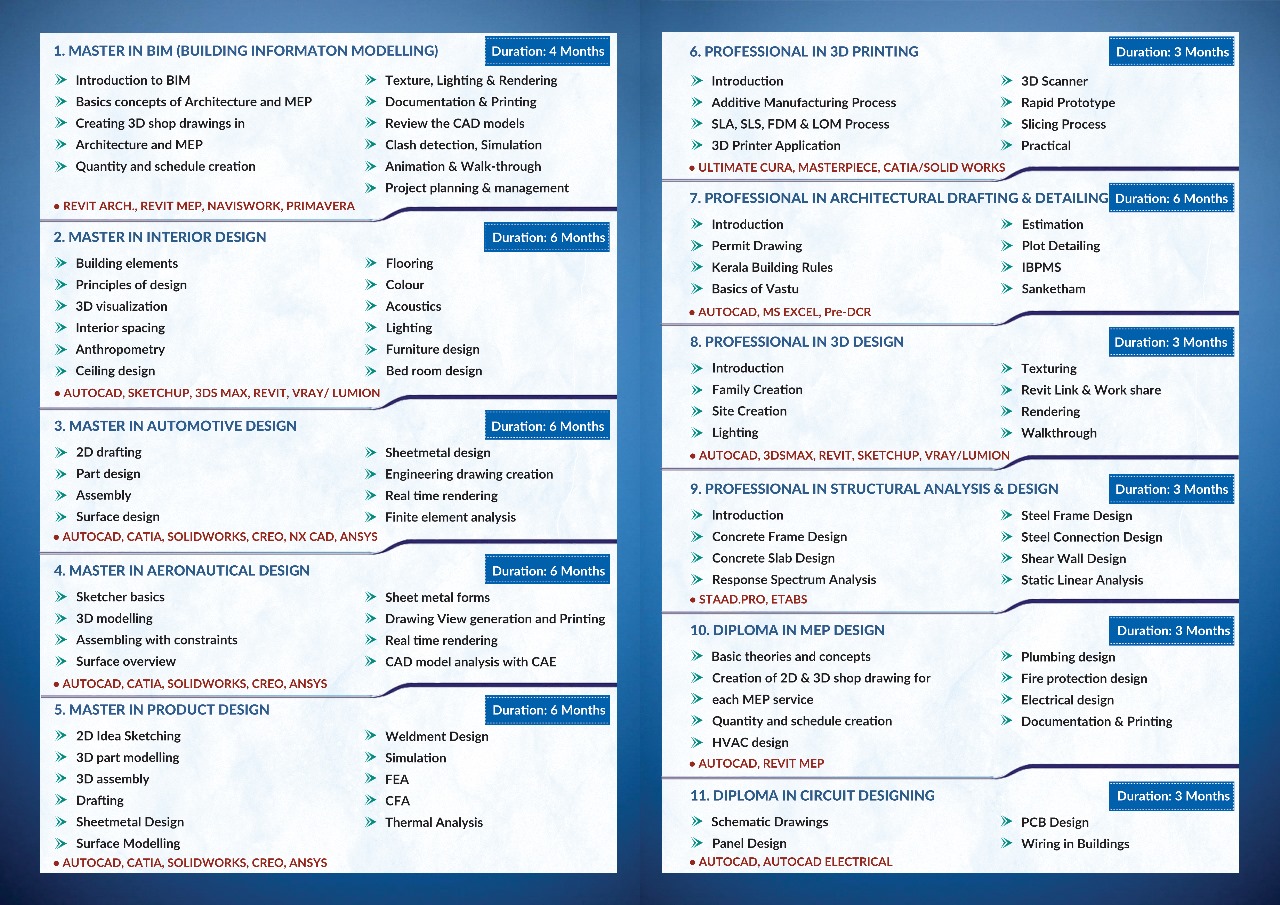 1. MASTER IN BIM (BUILDING INFORMATON MODELLING)
Duration: 4 Months
Introduction to BIM
Basics concepts of Architecture and MEP
Creating 3D shop drawings in
Architecture and MEP
Quantity and schedule creation
Texture, Lighting & Rendering
Documentation & Printing
Review the CAD models
Clash detection, Simulation
Animation & Walk-through
Project planning & management
• REVIT ARCH., REVIT MEP, NAVISWORK, PRIMAVERA
2. MASTER IN INTERIOR DESIGN
Duration: 6 Months
Building elements
Principles of design
3D visualization
Interior spacing
Anthropometry
Ceiling design
Flooring
Colour
Acoustics
Lighting
Furniture design
Bed room design
• AUTOCAD, SKETCHUP, 3DS MAX, REVIT, VRAY/ LUMION
3. MASTER IN AUTOMOTIVE DESIGN
Duration: 6 Months
2D drafting
Part design
Assembly
Surface design
Sheetmetal design
Engineering drawing creation
Real time rendering
Finite element analysis
• AUTOCAD, CATIA, SOLIDWORKS, CREO, NX CAD, ANSYS
4. MASTER IN AERONAUTICAL DESIGN
Duration: 6 Months
Sketcher basics
3D modelling
Assembling with constraints
Surface overview
Sheet metal forms
Drawing View generation and Printing
Real time rendering
CAD model analysis with CAE
• AUTOCAD, CATIA, SOLIDWORKS, CREO, ANSYS
5. MASTER IN PRODUCT DESIGN
Duration: 6 Months
2D Idea Sketching
3D part modelling
3D assembly
Drafting
Sheetmetal Design
Surface Modelling
Weldment Design
Simulation
FEA
CFA
Thermal Analysis
• AUTOCAD, CATIA, SOLIDWORKS, CREO, ANSYS
6. PROFESSIONAL IN 3D PRINTING
Duration: 3 Months
Introduction
Additive Manufacturing Process
SLA, SLS, FDM & LOM Process
3D Printer Application
3D Scanner
Rapid Prototype
Slicing Process
Practical
• ULTIMATE CURA, MASTERPIECE, CATIA/SOLID WORKS
7. PROFESSIONAL IN ARCHITECTURAL DRAFTING & DETAILING
Duration: 6 Months
Introduction
Permit Drawing
Kerala Building Rules
Basics of Vastu
Estimation
Plot Detailing
IBPMS
Sanketham
• AUTOCAD, MS EXCEL, Pre-DCR
8. PROFESSIONAL IN 3D DESIGN
Duration: 3 Months
Introduction
Family Creation
Site Creation
Lighting
Texturing
Revit Link & Work share
Rendering
Walkthrough
• AUTOCAD, 3DSMAX, REVIT, SKETCHUP, VRAY/LUMION
9. PROFESSIONAL IN STRUCTURAL ANALYSIS & DESIGN
Duration: 3 Months
Introduction
Concrete Frame Design
Concrete Slab Design
Response Spectrum Analysis
Steel Frame Design
Steel Connection Design
Shear Wall Design
Static Linear Analysis
• STAAD.PRO, ETABS
10. DIPLOMA IN MEP DESIGN
Duration: 3 Months
Basic theories and concepts
Creation of 2D & 3D shop drawing for
each MEP service
Quantity and schedule creation
HVAC design
Plumbing design
Fire protection design
Electrical design
Documentation & Printing
• AUTOCAD, REVIT MEP
11. DIPLOMA IN CIRCUIT DESIGNING
Duration: 3 Months
Schematic Drawings
Panel Design
PCB Design
Wiring in Buildings
• AUTOCAD, AUTOCAD ELECTRICAL